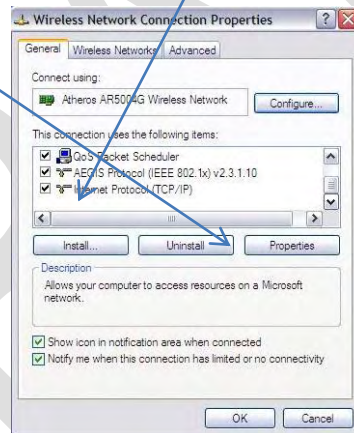 Wireless Network Connection Properties
General Wireless Networks Advanced
Connect using:
Atheros AR5004G Wireless Network Configure...
This connection uses the following items:
QoS Packet Scheduler
AEGIS Protocol (IEEE 802.1x) v2.3.1.10
Internet Protocol (TCP/IP)
Install... Uninstall Properties
Description
Allows your computer to access resources on a Microsoft
network.
Show icon in notification area when connected
Notify me when this connection has limited or no connectivity
OK Cancel